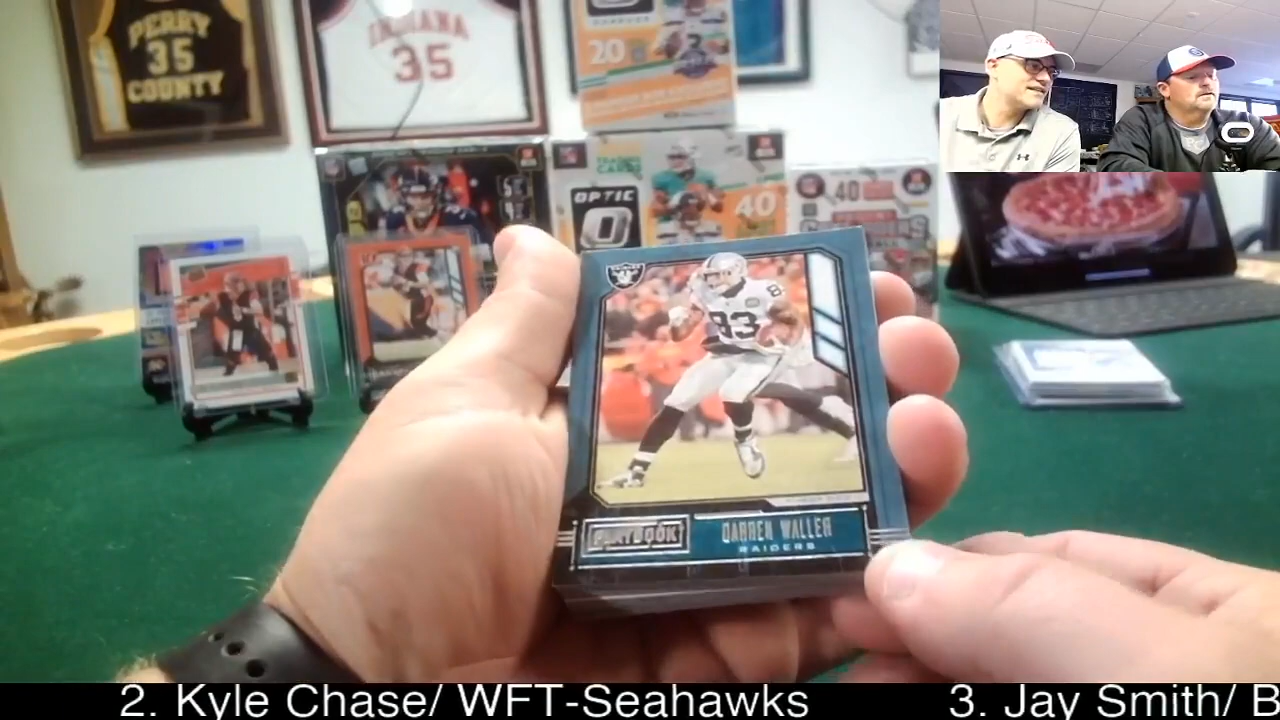 PERRY
35
COUNTY
INDIANA
35
20
OPTIC
40
40
83
PLAYBOOK
DARREN WALLER
RAIDERS
2. Kyle Chase/ WFT-Seahawks
3. Jay Smith/ B